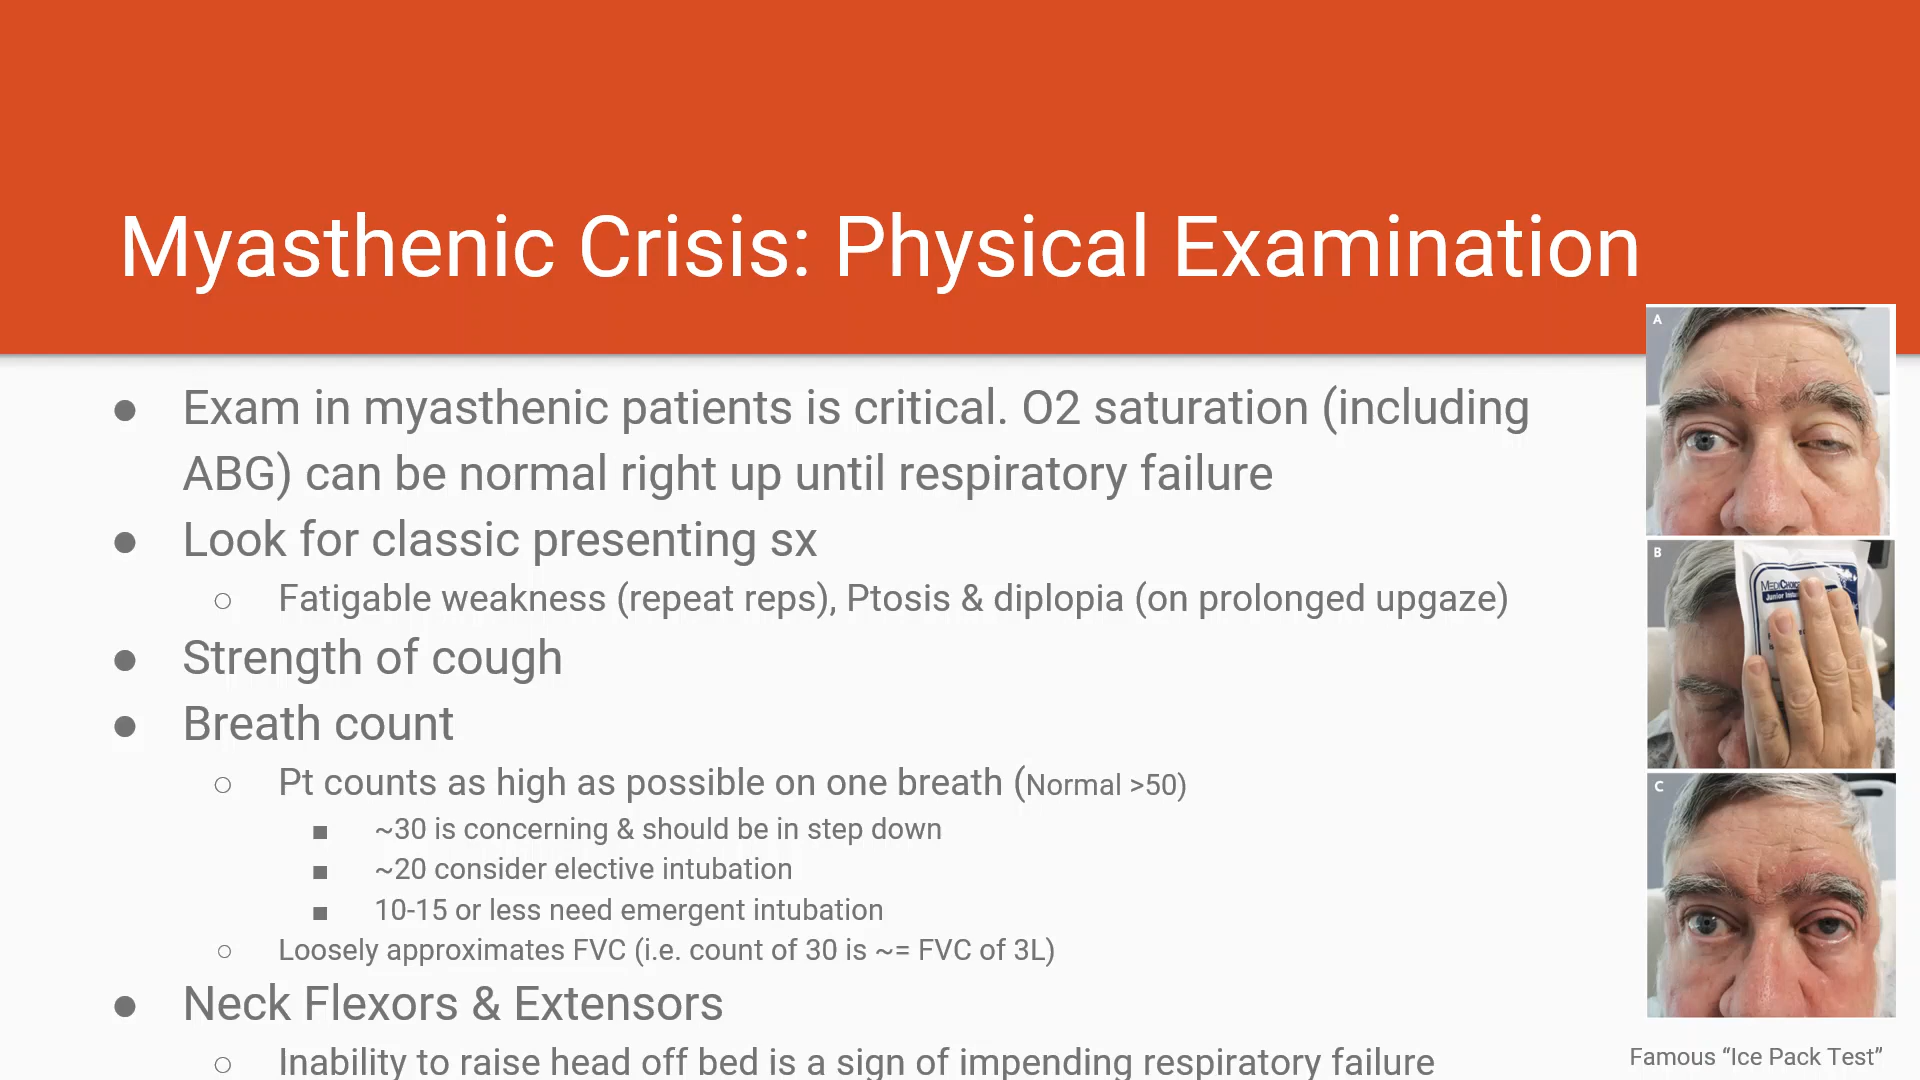 Myasthenic Crisis: Physical Examination
● Exam in myasthenic patients is critical. O2 saturation (including
ABG) can be normal right up until respiratory failure
● Look for classic presenting sx
○ Fatigable weakness (repeat reps), Ptosis & diplopia (on prolonged upgaze)
● Strength of cough
● Breath count
○ Pt counts as high as possible on one breath (Normal >50)
■ ~30 is concerning & should be in step down
■ ~20 consider elective intubation
■ 10-15 or less need emergent intubation
○ Loosely approximates FVC (i.e. count of 30 is ~= FVC of 3L)
● Neck Flexors & Extensors
○ Inability to raise head off bed is a sign of impending respiratory failure
A
B
C
Famous “Ice Pack Test”